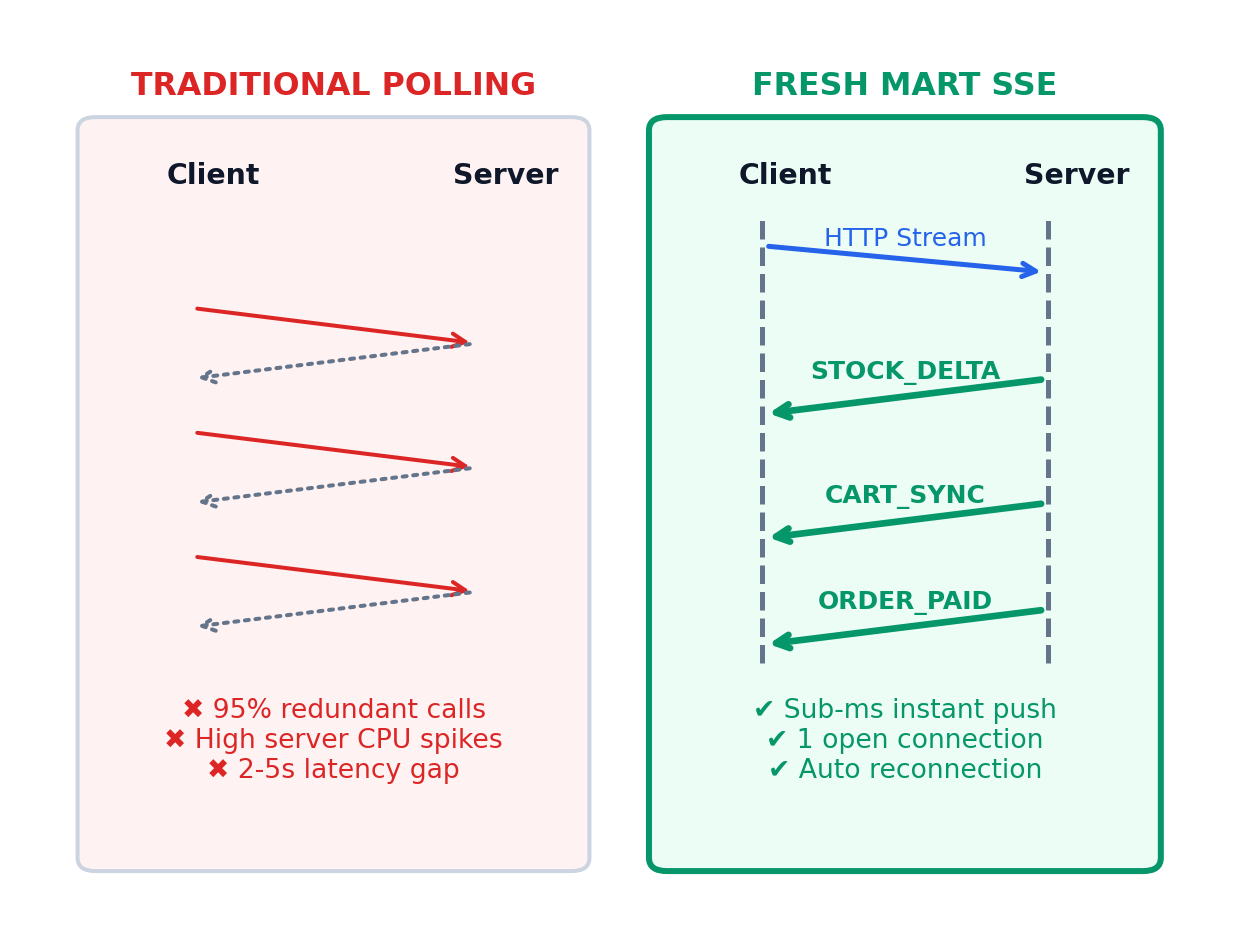 TRADITIONAL POLLING
Client
Server
✖ 95% redundant calls
✖ High server CPU spikes
✖ 2-5s latency gap
FRESH MART SSE
Client
Server
HTTP Stream
STOCK_DELTA
CART_SYNC
ORDER_PAID
✔ Sub-ms instant push
✔ 1 open connection
✔ Auto reconnection